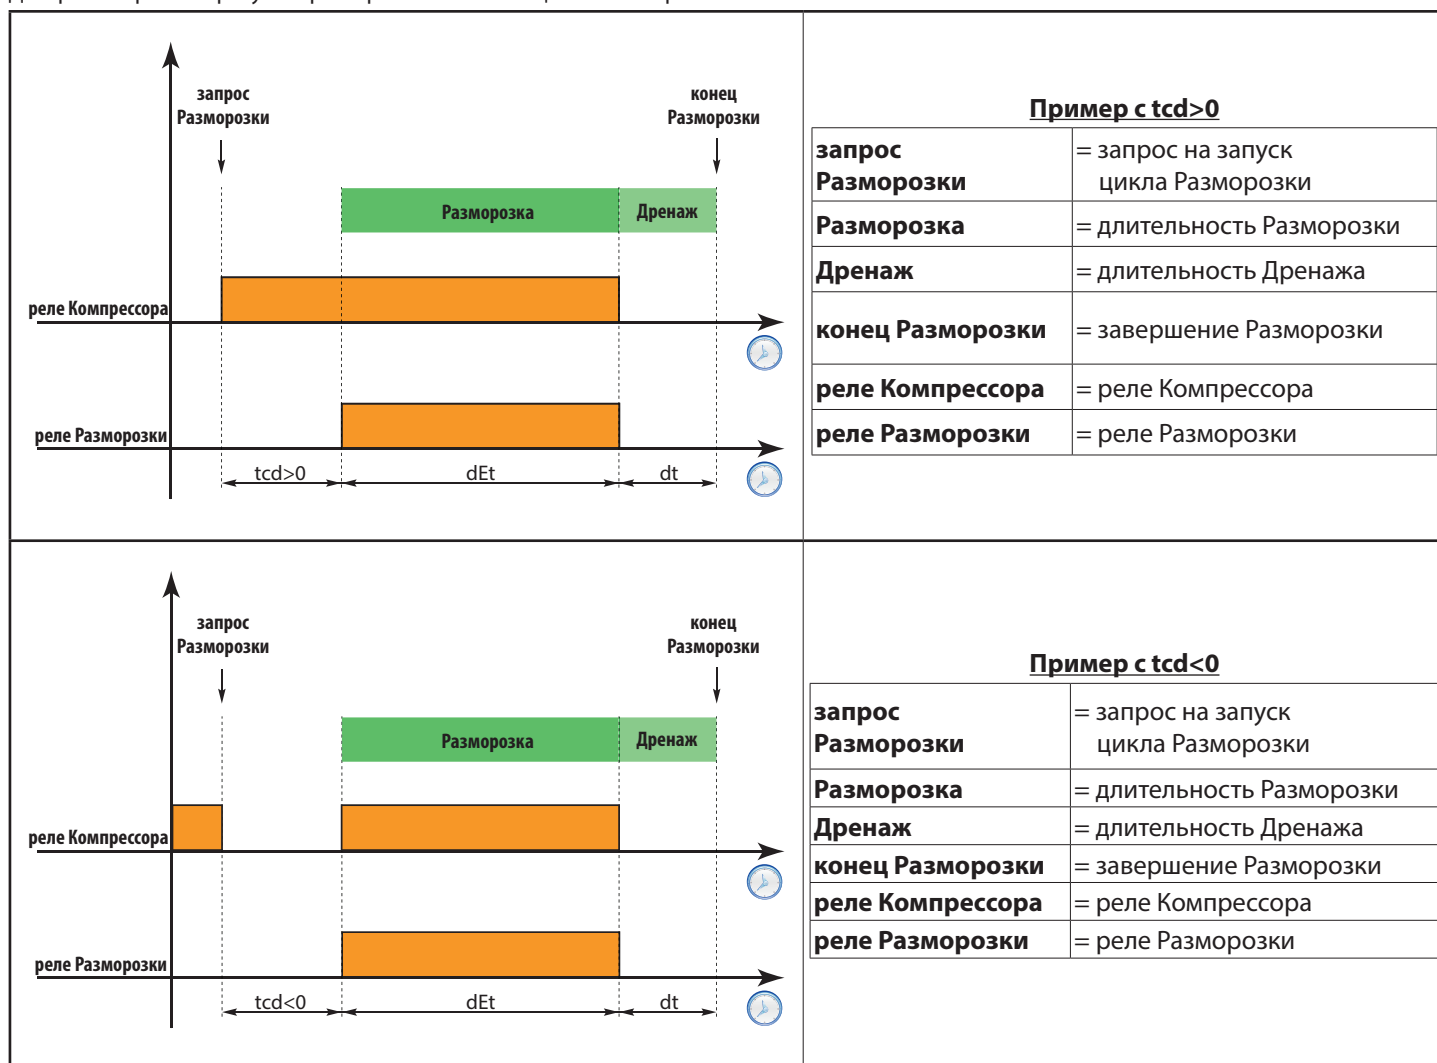 запрос
Разморозки
конец
Разморозки
Разморозка
Дренаж
реле Компрессора
реле Разморозки
tcd>0
dEt
dt
Пример с tcd>0
запрос
Разморозки
= запрос на запуск
цикла Разморозки
Разморозка
= длительность Разморозки
Дренаж
= длительность Дренажа
конец Разморозки
= завершение Разморозки
реле Компрессора
= реле Компрессора
реле Разморозки
= реле Разморозки
запрос
Разморозки
конец
Разморозки
Разморозка
Дренаж
реле Компрессора
реле Разморозки
tcd<0
dEt
dt
Пример с tcd<0
запрос
Разморозки
= запрос на запуск
цикла Разморозки
Разморозка
= длительность Разморозки
Дренаж
= длительность Дренажа
конец Разморозки
= завершение Разморозки
реле Компрессора
= реле Компрессора
реле Разморозки
= реле Разморозки